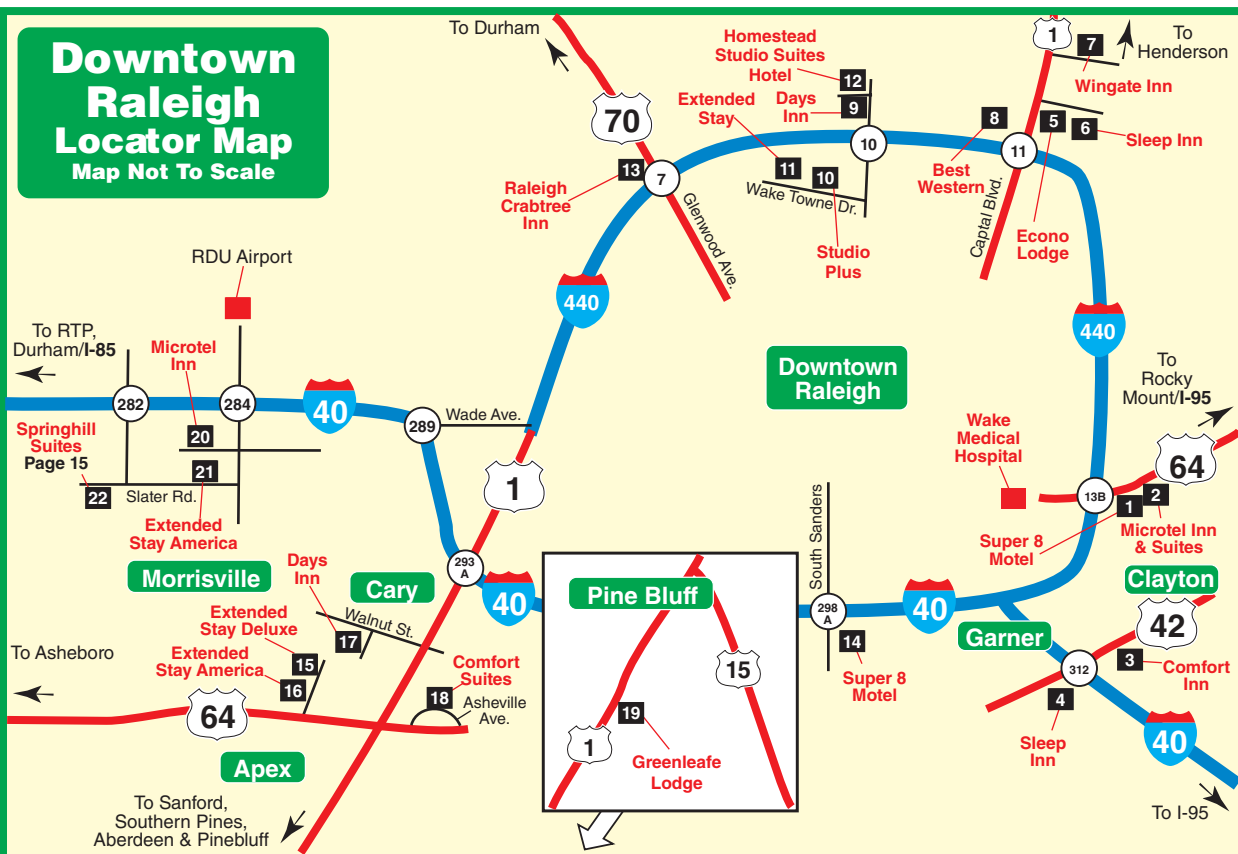 Downtown
Raleigh
Locator Map
Map Not To Scale
To Durham
70
Homestead
Studio Suites
Hotel
12
Extended
Stay
Days
Inn
9
1
7
To
Henderson
Wingate Inn
8
5
6
Sleep Inn
10
11
Best
Western
Captal Blvd.
Econo
Lodge
13
7
Raleigh
Crabtree
Inn
Glenwood Ave.
11
10
Wake Towne Dr.
Studio
Plus
RDU Airport
440
440
To RTP,
Durham/I-85
Microtel
Inn
282
284
40
289
Wade Ave.
Downtown
Raleigh
To
Rocky
Mount/I-95
Springhill
Suites
Page 15
20
21
22
Slater Rd.
Extended
Stay America
1
Wake
Medical
Hospital
64
13B
1
2
Super 8
Motel
Microtel Inn
& Suites
Morrisville
Days
Inn
Cary
293
A
40
Pine Bluff
South Sanders
298
A
40
Clayton
42
Garner
Extended
Stay Deluxe
Walnut St.
17
15
Extended
Stay America
16
To Asheboro
64
Comfort
Suites
18
Asheville
Ave.
15
14
Super 8
Motel
312
3
Comfort
Inn
4
Sleep
Inn
40
19
1
Greenleafe
Lodge
Apex
To Sanford,
Southern Pines,
Aberdeen & Pinebluff
To I-95